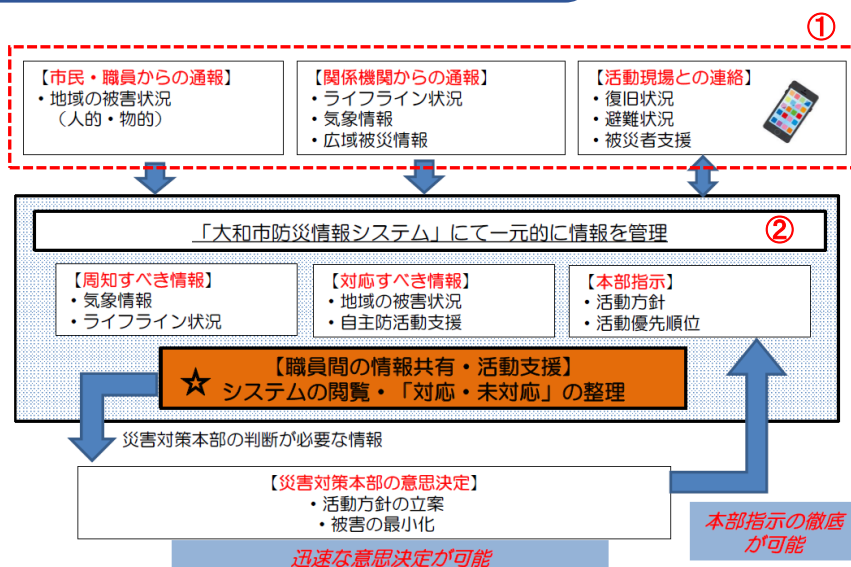 ①
【市民・職員からの通報】
・地域の被害状況
（人的・物的）
【関係機関からの通報】
・ライフライン状況
・気象情報
・広域被災情報
【活動現場との連絡】
・復旧状況
・避難状況
・被災者支援
「大和市防災情報システム」にて一元的に情報を管理
②
【周知すべき情報】
・気象情報
・ライフライン状況
【対応すべき情報】
・地域の被害状況
・自主防活動支援
【本部指示】
・活動方針
・活動優先順位
【職員間の情報共有・活動支援】
☆ システムの閲覧・「対応・未対応」の整理
災害対策本部の判断が必要な情報
【災害対策本部の意思決定】
・活動方針の立案
・被害の最小化
迅速な意思決定が可能
本部指示の徹底
が可能